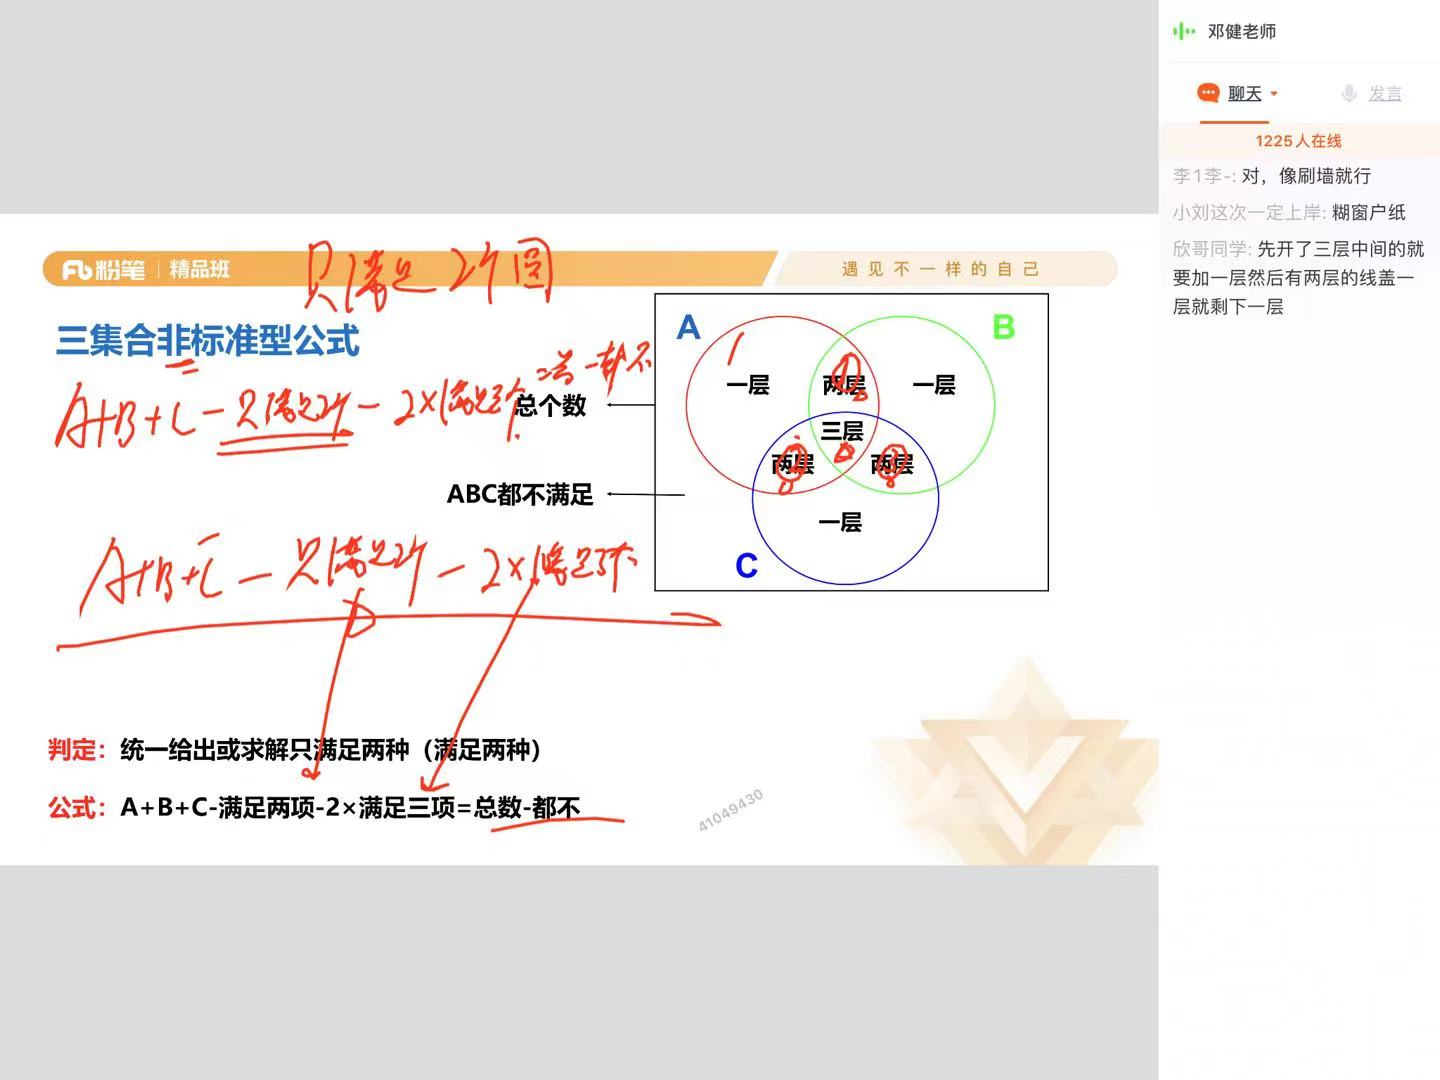 邓健老师
聊天
发言
1225人在线
李1李-: 对，像刷墙就行
小刘这次一定上岸: 糊窗户纸
欣哥同学: 先开了三层中间的就
要加一层然后有两层的线盖一
层就剩下一层
粉笔 精品班
遇见不一样的自己
只满足2个圆
三集合非标准型公式
A+B+C-只满足2个-2×满足3个=总-都不
总个数
ABC都不满足
A
B
C
一层
两层
一层
三层
两层
两层
一层
A+B+C-只满足2个-2×满足3个
判定：统一给出或求解只满足两种（满足两种）
公式：A+B+C-满足两项-2×满足三项=总数-都不
41049430